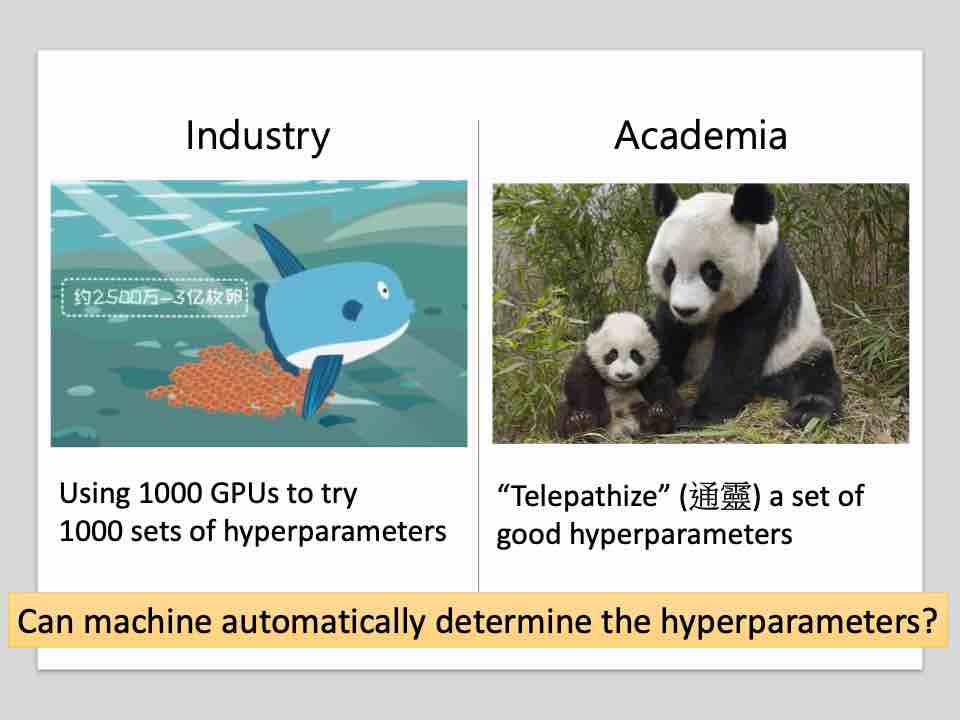 Industry
约2500万-3亿枚卵
Using 1000 GPUs to try
1000 sets of hyperparameters
Academia
“Telepathize” (通靈) a set of
good hyperparameters
Can machine automatically determine the hyperparameters?